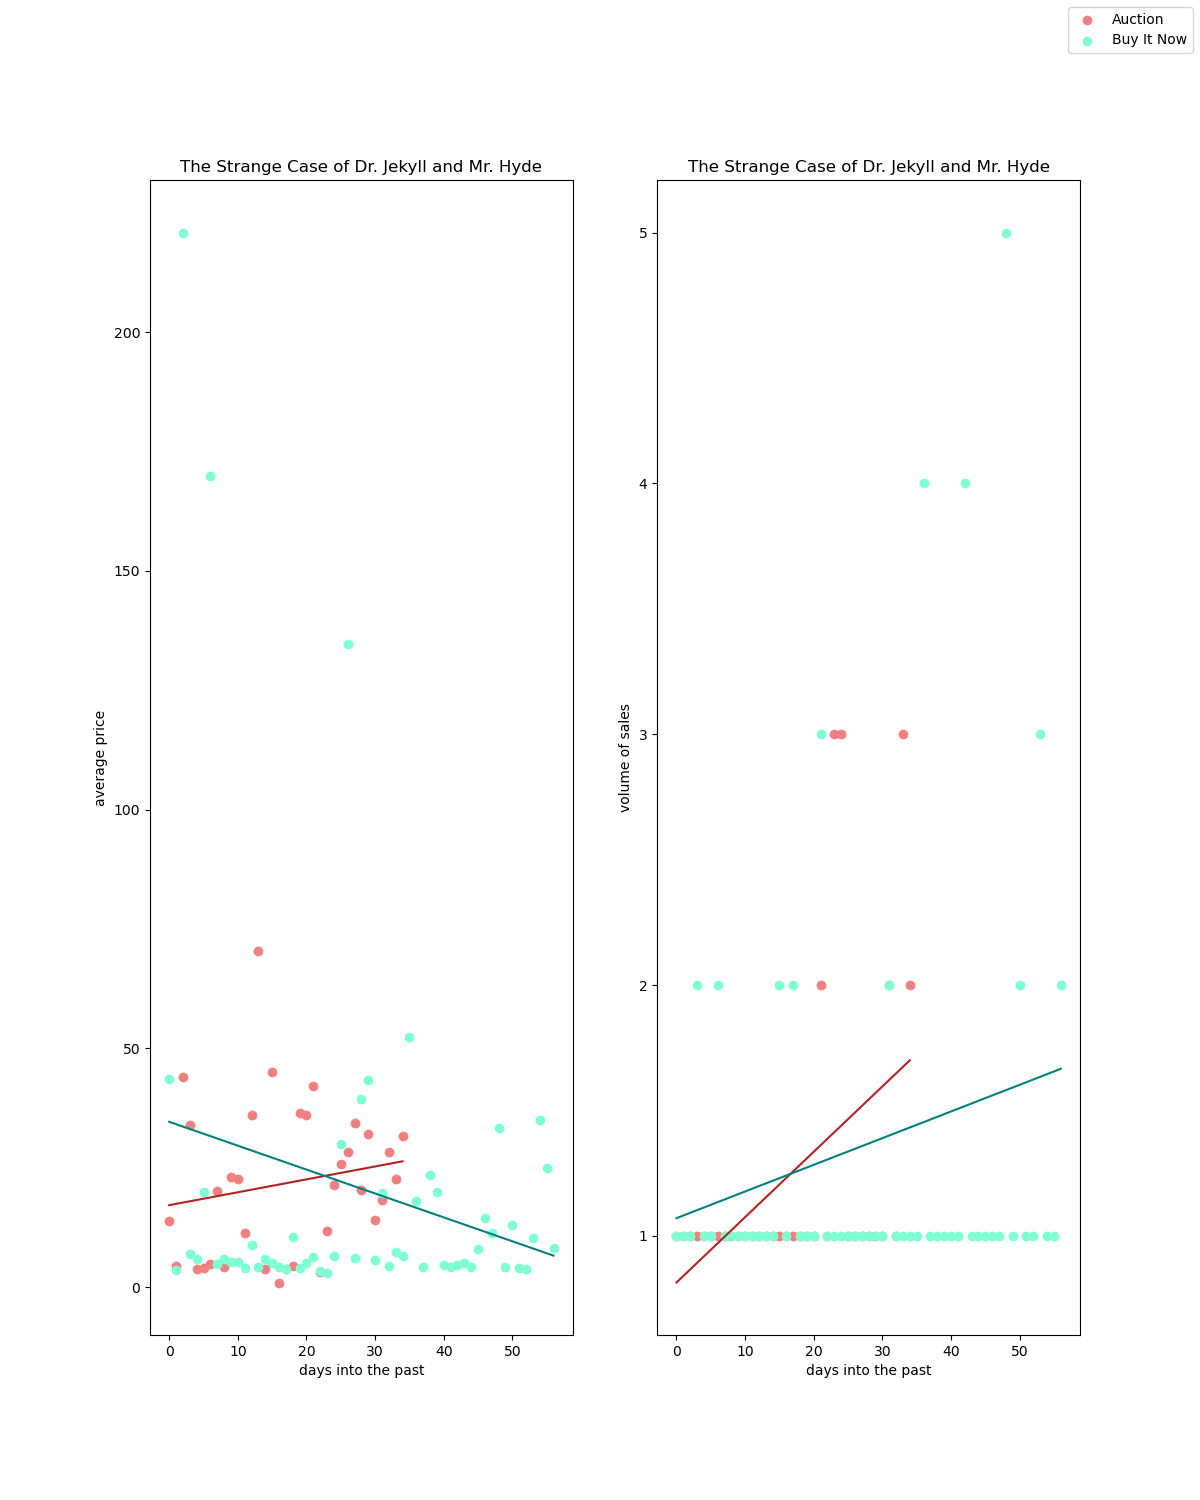 Auction
Buy It Now
The Strange Case of Dr. Jekyll and Mr. Hyde
200
150
100
50
0
average price
0 10 20 30 40 50
days into the past
The Strange Case of Dr. Jekyll and Mr. Hyde
5
4
3
2
1
volume of sales
0 10 20 30 40 50
days into the past